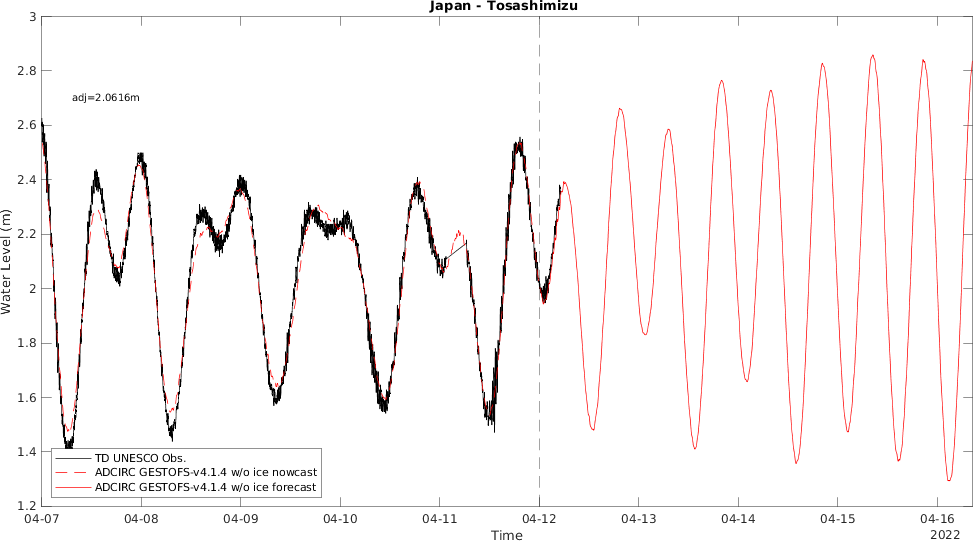 Japan - Tosashimizu
3
2.8
adj=2.0616m
2.6
2.4
2.2
Water Level (m)
2
1.8
1.6
1.4
TD UNESCO Obs.
ADCIRC GESTOFS-v4.1.4 w/o ice nowcast
ADCIRC GESTOFS-v4.1.4 w/o ice forecast
1.2
04-07 04-08 04-09 04-10 04-11 04-12 04-13 04-14 04-15 04-16
Time 2022